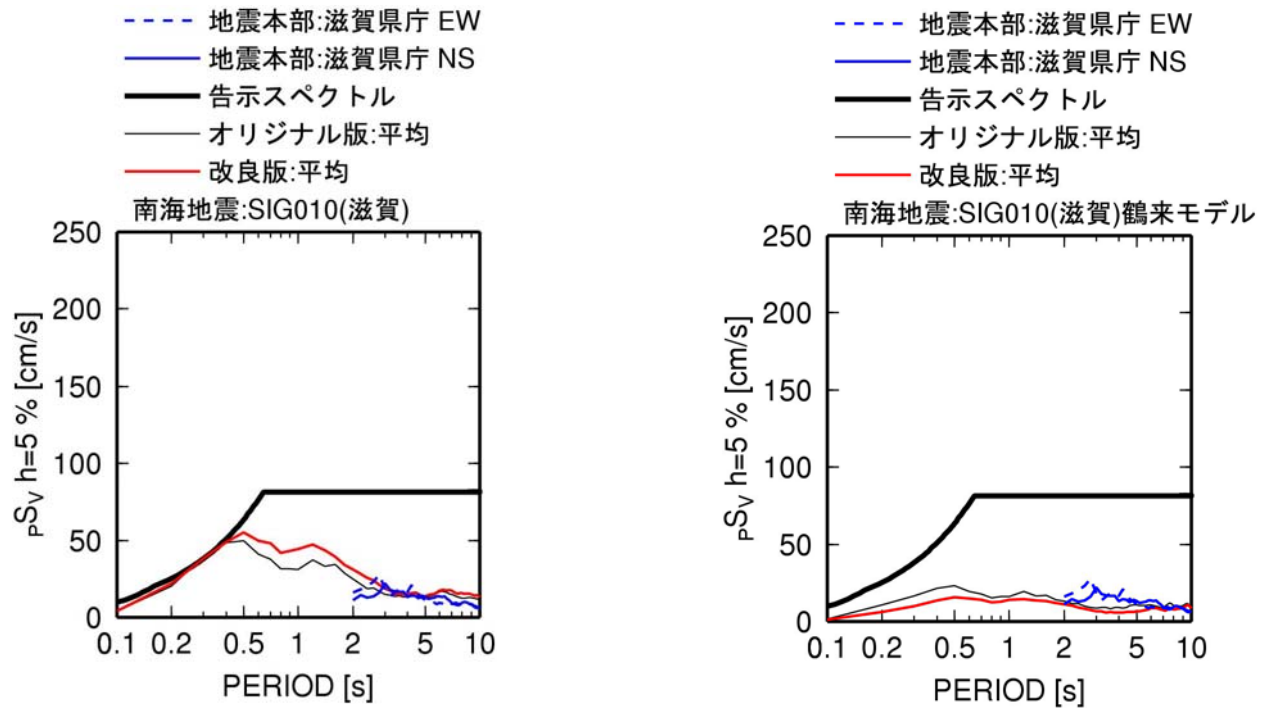 地震本部:滋賀県庁 EW
地震本部:滋賀県庁 NS
告示スペクトル
オリジナル版:平均
改良版:平均
南海地震:SIG010(滋賀)
250
200
150
100
50
0
pSV h=5 % [cm/s]
0.1 0.2 0.5 1 2 5 10
PERIOD [s]
地震本部:滋賀県庁 EW
地震本部:滋賀県庁 NS
告示スペクトル
オリジナル版:平均
改良版:平均
南海地震:SIG010(滋賀)鶴来モデル
250
200
150
100
50
0
pSV h=5 % [cm/s]
0.1 0.2 0.5 1 2 5 10
PERIOD [s]